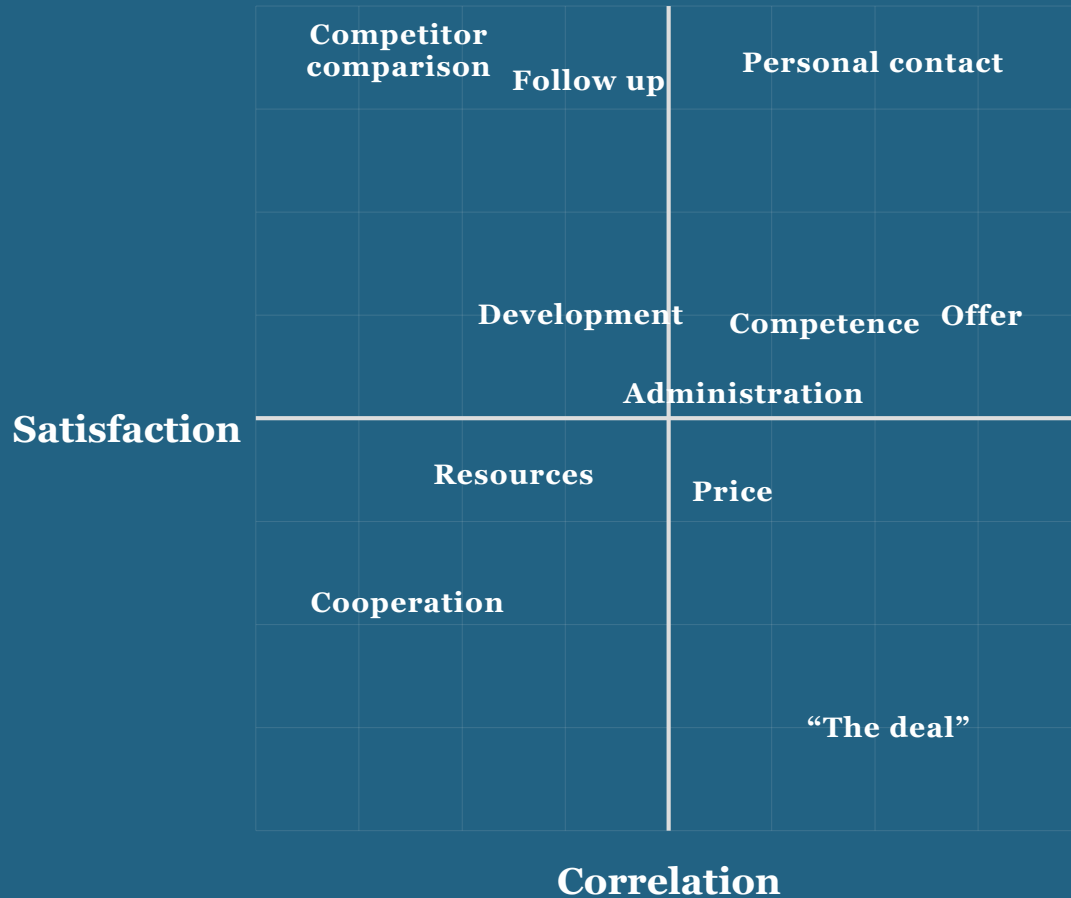 Competitor
comparison
Follow up
Personal contact
Development
Competence
Offer
Administration
Satisfaction
Resources
Price
Cooperation
“The deal”
Correlation